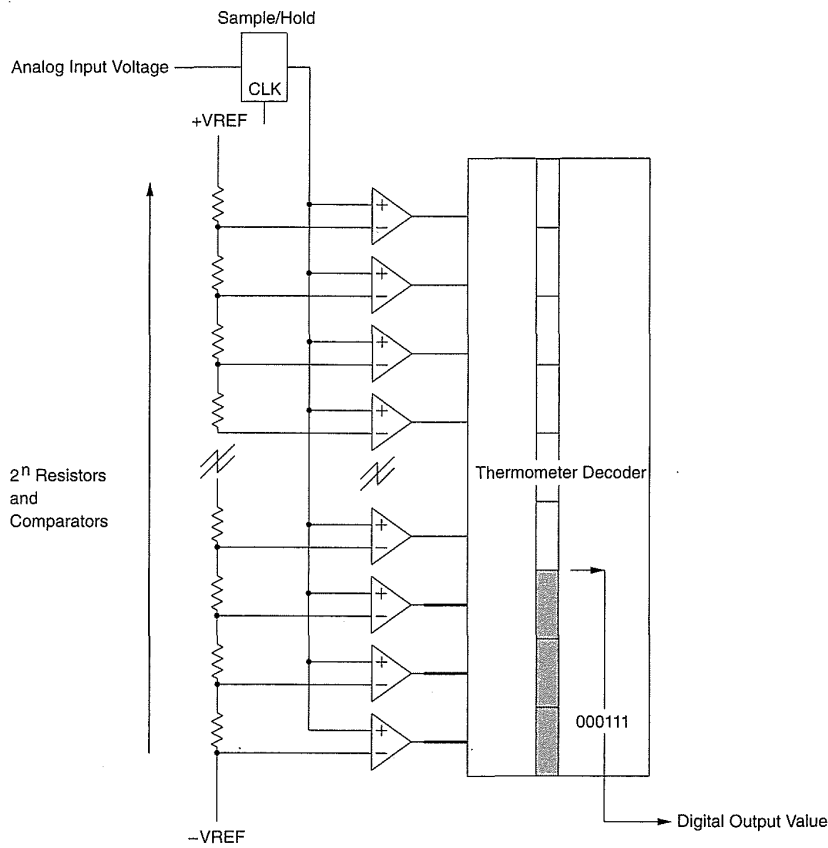 Sample/Hold
Analog Input Voltage
CLK
+VREF
+
−
+
−
+
−
+
−
2ⁿ Resistors
and
Comparators
Thermometer Decoder
+
−
+
−
+
−
+
−
000111
Digital Output Value
−VREF